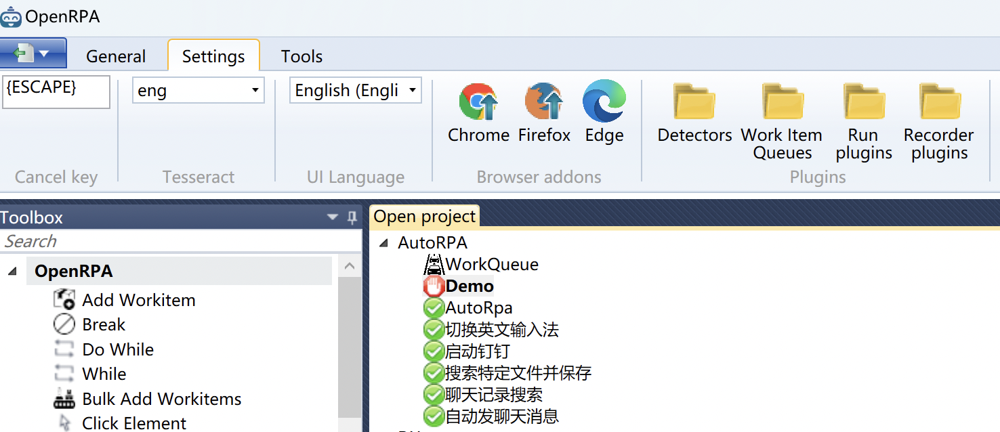 OpenRPA
General Settings Tools
{ESCAPE} eng English (Engli
Chrome Firefox Edge Detectors Work Item Queues Run plugins Recorder plugins
Cancel key Tesseract UI Language Browser addons Plugins
Toolbox
Search
OpenRPA
Add Workitem
Break
Do While
While
Bulk Add Workitems
Click Element
Open project
AutoRPA
WorkQueue
Demo
AutoRpa
切换英文输入法
启动钉钉
搜索特定文件并保存
聊天记录搜索
自动发聊天消息